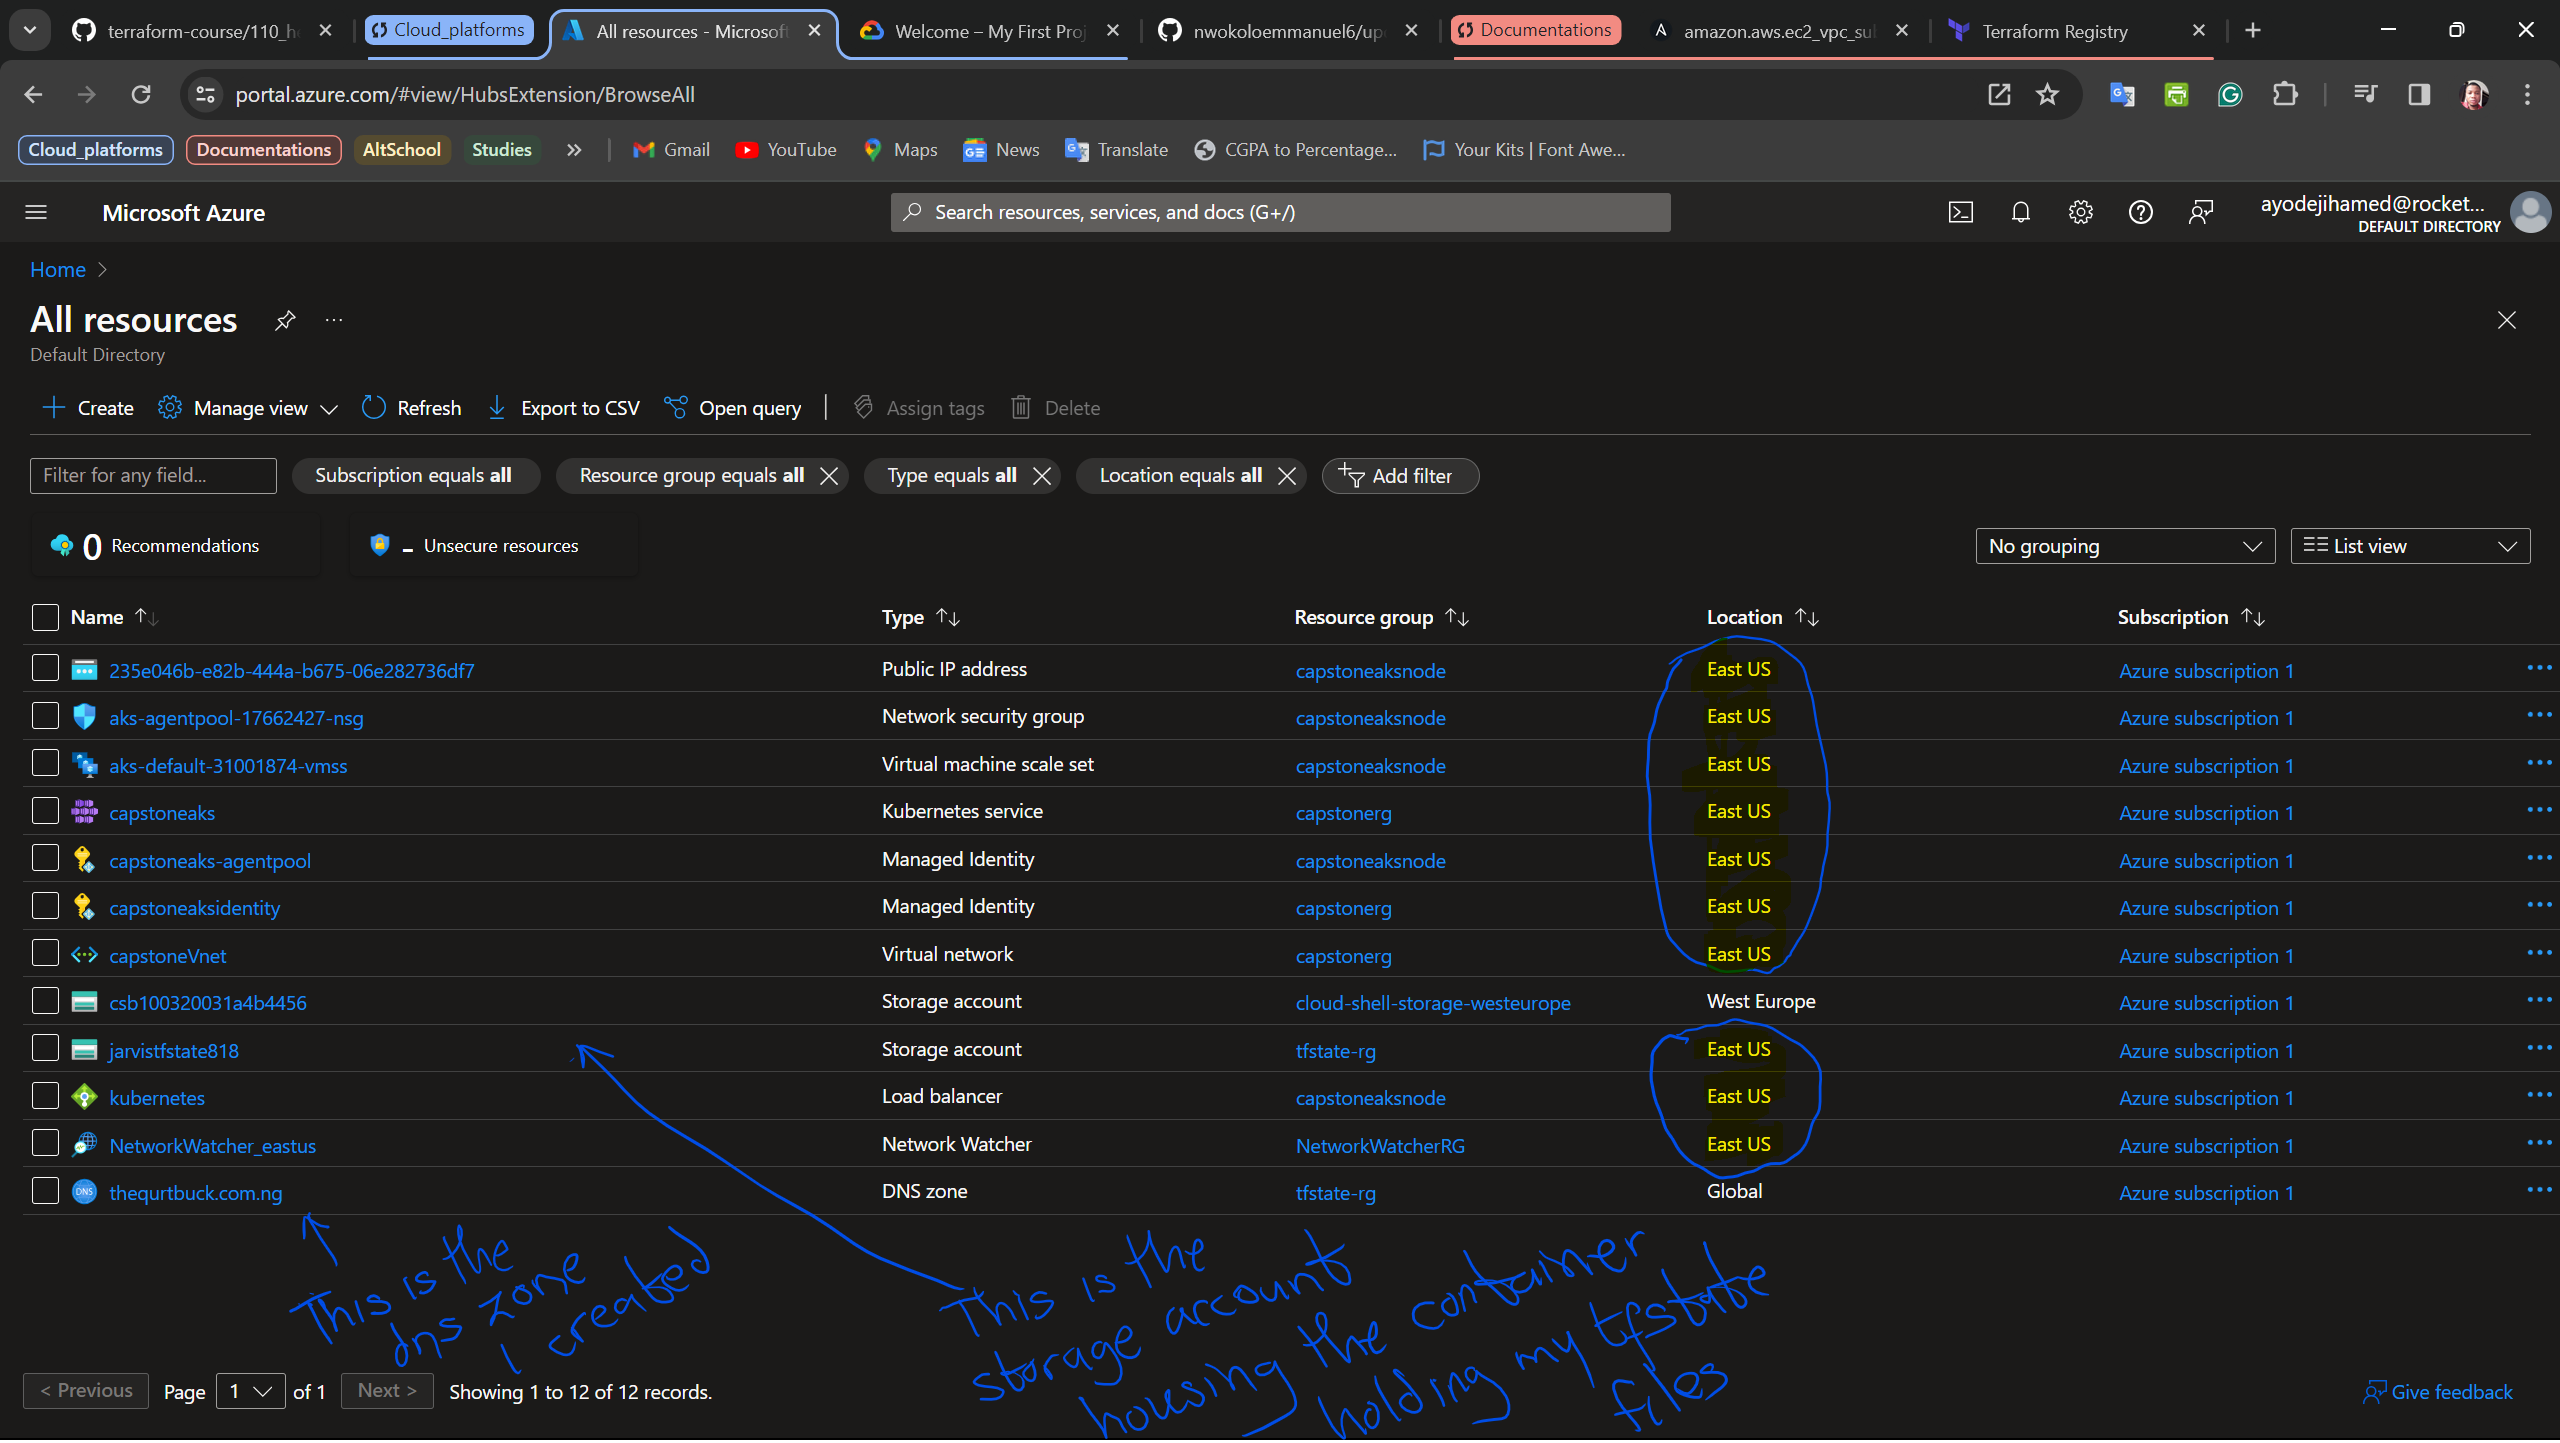 terraform-course/110_h
Cloud_platforms
All resources - Microsoft
Welcome – My First Proj
nwokoloemmanuel6/up
Documentations
amazon.aws.ec2_vpc_su
Terraform Registry
portal.azure.com/#view/HubsExtension/BrowseAll
Cloud_platforms Documentations AltSchool Studies » Gmail YouTube Maps News Translate CGPA to Percentage... Your Kits | Font Awe...
Microsoft Azure
Search resources, services, and docs (G+/)
ayodejihamed@rocket...
DEFAULT DIRECTORY
Home >
All resources ...
Default Directory
Create Manage view Refresh Export to CSV Open query | Assign tags Delete
Filter for any field... Subscription equals all Resource group equals all Type equals all Location equals all Add filter
0 Recommendations - Unsecure resources No grouping List view
Name Type Resource group Location Subscription
235e046b-e82b-444a-b675-06e282736df7 Public IP address capstoneaksnode East US Azure subscription 1
aks-agentpool-17662427-nsg Network security group capstoneaksnode East US Azure subscription 1
aks-default-31001874-vmss Virtual machine scale set capstoneaksnode East US Azure subscription 1
capstoneaks Kubernetes service capstonerg East US Azure subscription 1
capstoneaks-agentpool Managed Identity capstoneaksnode East US Azure subscription 1
capstoneaksidentity Managed Identity capstonerg East US Azure subscription 1
capstoneVnet Virtual network capstonerg East US Azure subscription 1
csb100320031a4b4456 Storage account cloud-shell-storage-westeurope West Europe Azure subscription 1
jarvistfstate818 Storage account tfstate-rg East US Azure subscription 1
kubernetes Load balancer capstoneaksnode East US Azure subscription 1
NetworkWatcher_eastus Network Watcher NetworkWatcherRG East US Azure subscription 1
thequrtbuck.com.ng DNS zone tfstate-rg Global Azure subscription 1
This is the
dns zone
I created
This is the
storage account
housing the container
holding my tfstate
files
< Previous Page 1 of 1 Next > Showing 1 to 12 of 12 records.
Give feedback